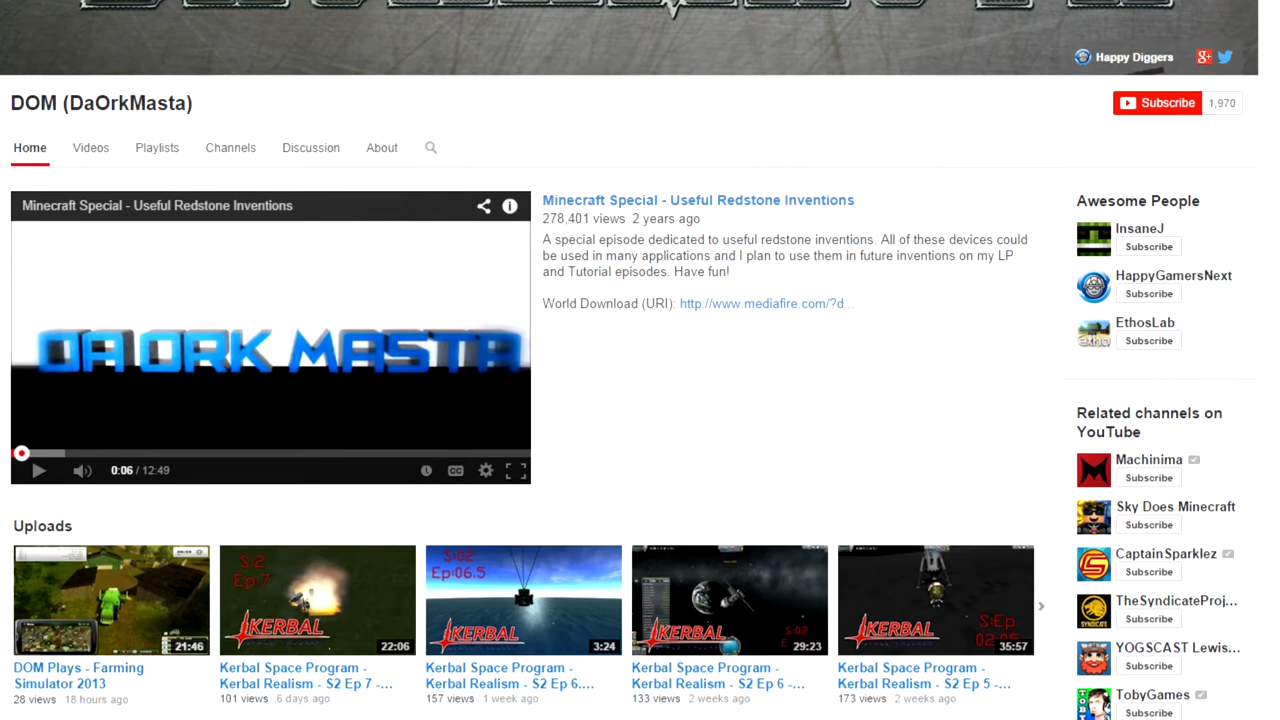 Happy Diggers
DOM (DaOrkMasta)
Subscribe 1,970
Home Videos Playlists Channels Discussion About
Minecraft Special - Useful Redstone Inventions
DA ORK MASTA
0:06 / 12:49
CC
Minecraft Special - Useful Redstone Inventions
278,401 views 2 years ago
A special episode dedicated to useful redstone inventions. All of these devices could
be used in many applications and I plan to use them in future inventions on my LP
and Tutorial episodes. Have fun!
World Download (URI): http://www.mediafire.com/?d...
Awesome People
InsaneJ
Subscribe
HappyGamersNext
Subscribe
EthosLab
Subscribe
Related channels on
YouTube
Machinima
Subscribe
Sky Does Minecraft
Subscribe
CaptainSparklez
Subscribe
TheSyndicateProj...
Subscribe
YOGSCAST Lewis...
Subscribe
TobyGames
Subscribe
Uploads
21:46
DOM Plays - Farming
Simulator 2013
28 views 18 hours ago
S:2
Ep:7
KERBAL
22:06
Kerbal Space Program -
Kerbal Realism - S2 Ep 7 -...
101 views 6 days ago
S:02
Ep:06.5
KERBAL
3:24
Kerbal Space Program -
Kerbal Realism - S2 Ep 6....
157 views 1 week ago
S:02
KERBAL
29:23
Kerbal Space Program -
Kerbal Realism - S2 Ep 6 -...
133 views 2 weeks ago
S:Ep
02:05
KERBAL
35:57
Kerbal Space Program -
Kerbal Realism - S2 Ep 5 -...
173 views 2 weeks ago